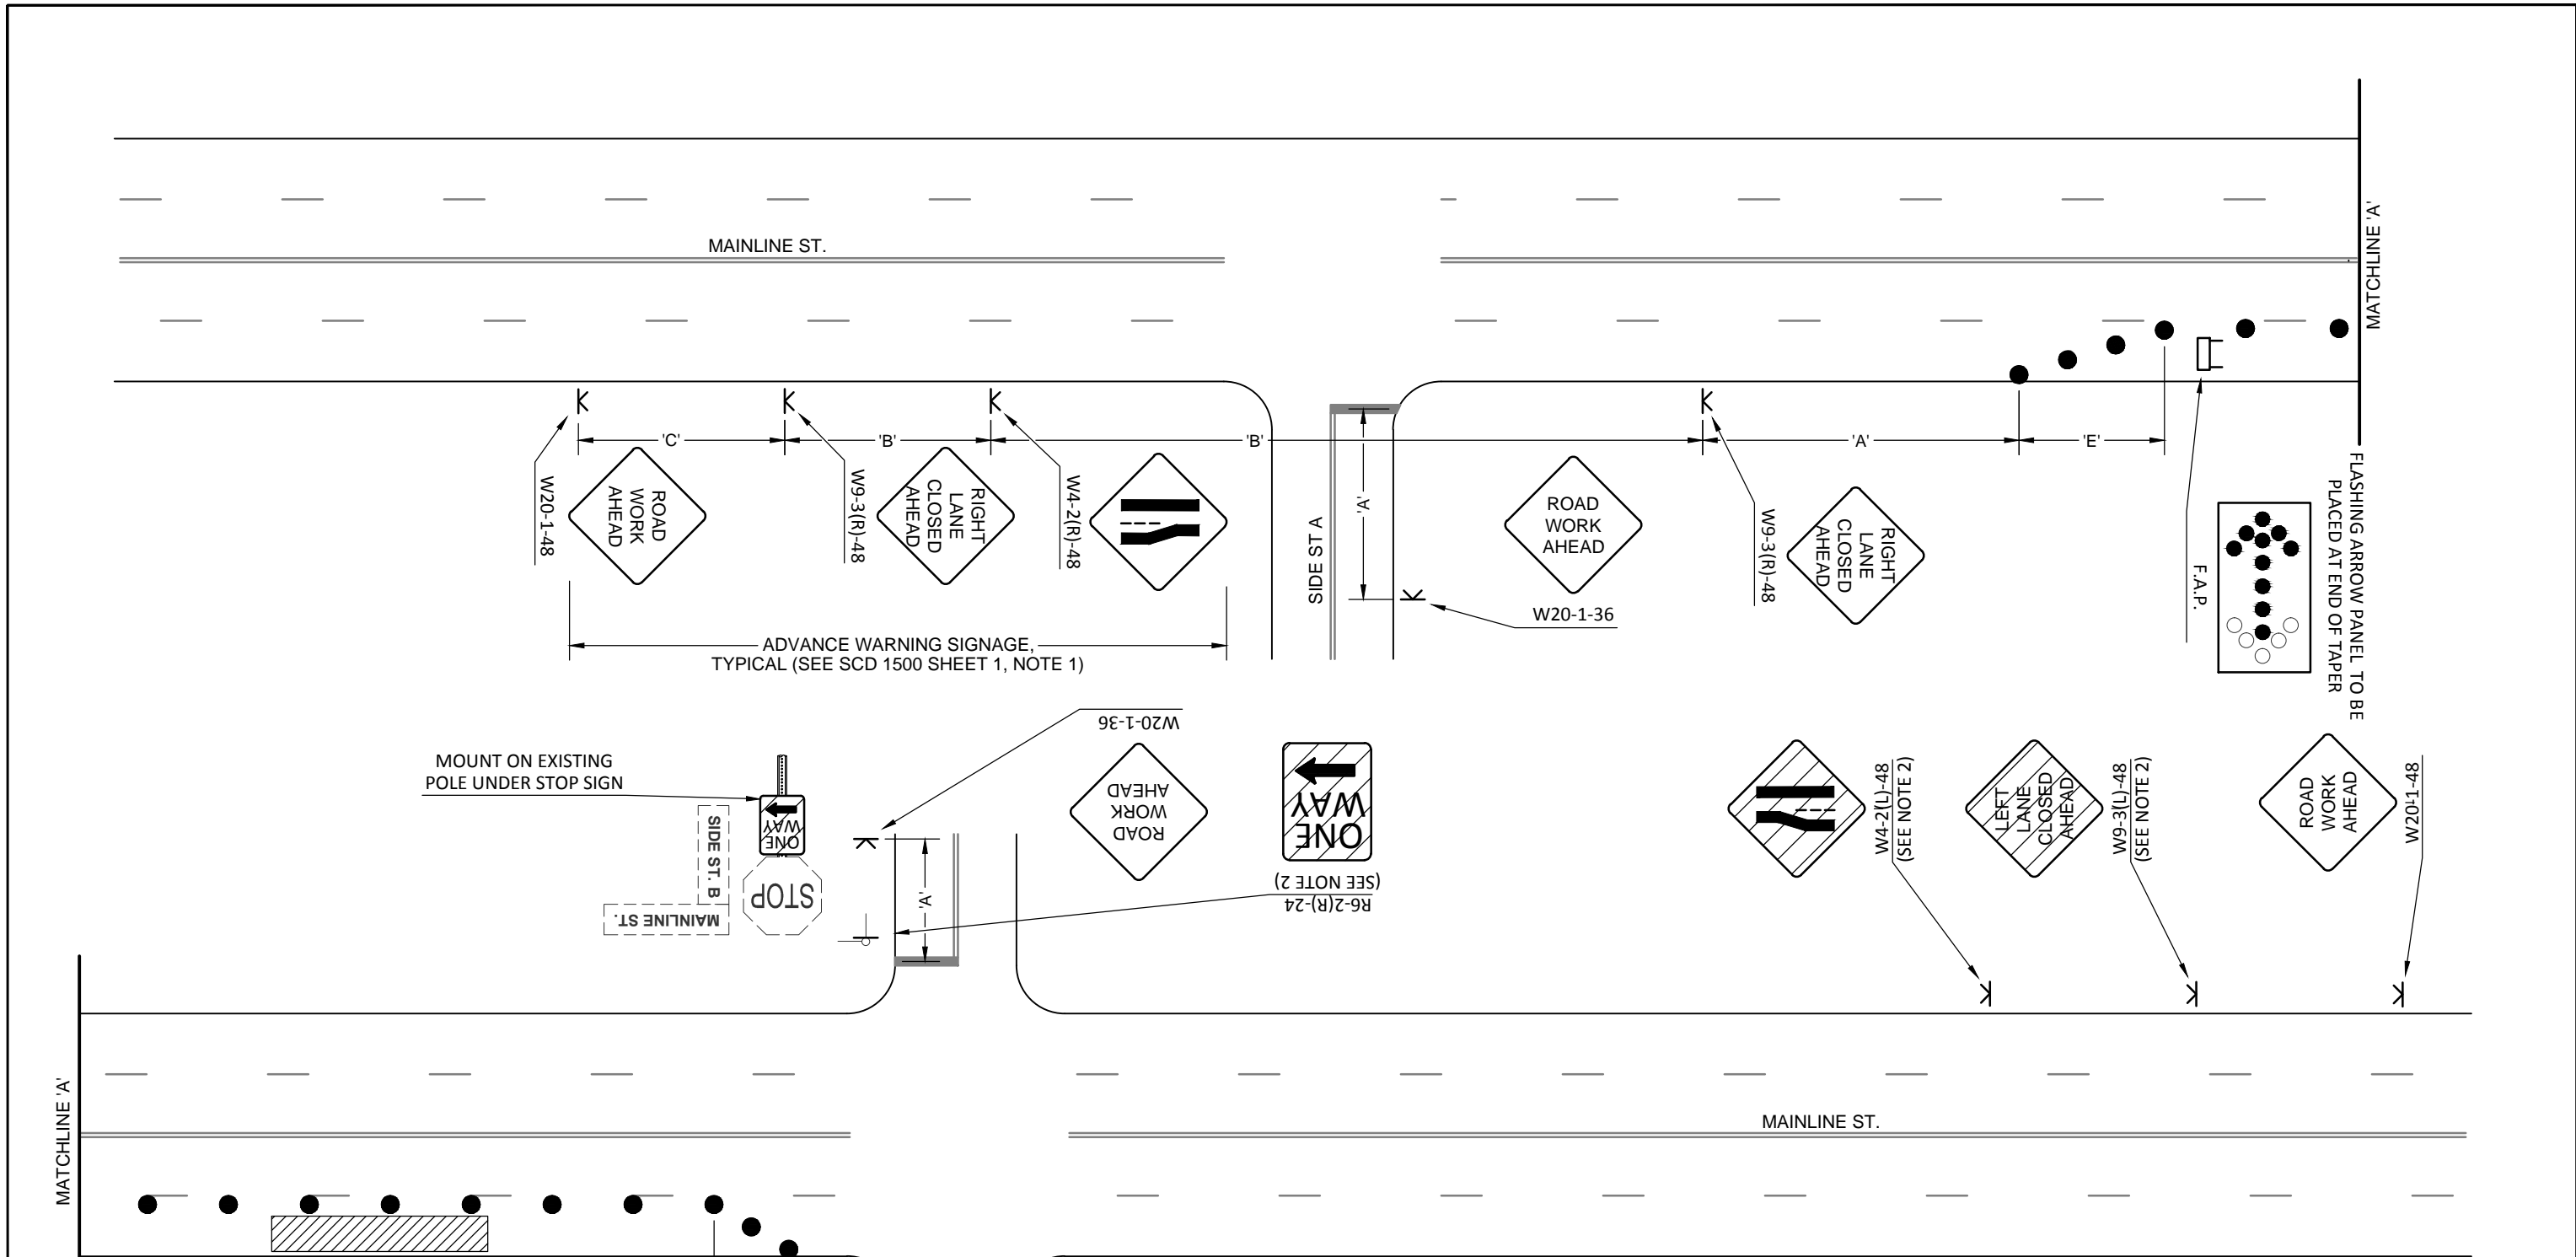 MAINLINE ST.
MATCHLINE 'A'
'C'
'B'
'B'
'A'
'E'
W20-1-48
ROAD
WORK
AHEAD
W9-3(R)-48
RIGHT
LANE
CLOSED
AHEAD
W4-2(R)-48
SIDE ST A
'A'
ROAD
WORK
AHEAD
W20-1-36
W9-3(R)-48
RIGHT
LANE
CLOSED
AHEAD
F.A.P.
FLASHING ARROW PANEL TO BE
PLACED AT END OF TAPER
ADVANCE WARNING SIGNAGE,
TYPICAL (SEE SCD 1500 SHEET 1, NOTE 1)
MOUNT ON EXISTING
POLE UNDER STOP SIGN
ONE
WAY
STOP
SIDE ST. B
MAINLINE ST.
W20-1-36
ROAD
WORK
AHEAD
'A'
ONE
WAY
R6-2(R)-24
(SEE NOTE 2)
W4-2(L)-48
(SEE NOTE 2)
LEFT
LANE
CLOSED
AHEAD
W9-3(L)-48
(SEE NOTE 2)
ROAD
WORK
AHEAD
W20-1-48
MATCHLINE 'A'
MAINLINE ST.